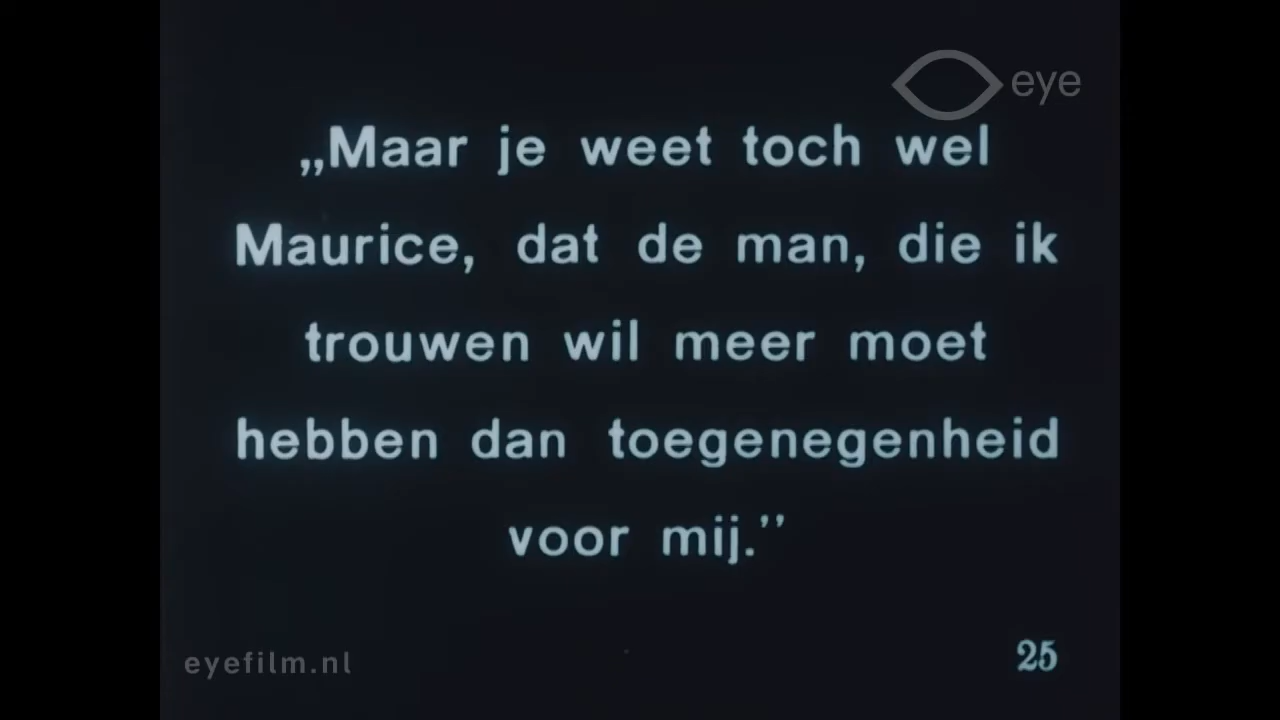 eye
„Maar je weet toch wel
Maurice, dat de man, die ik
trouwen wil meer moet
hebben dan toegenegenheid
voor mij.’’
eyefilm.nl
25